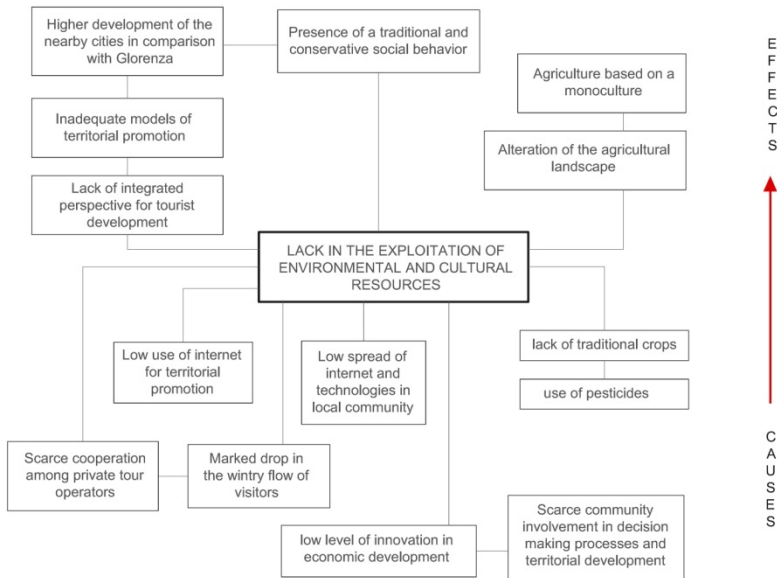 Higher development of the
nearby cities in comparison
with Glorenza
Presence of a traditional and
conservative social behavior
Agriculture based on a
monoculture
Inadequate models of
territorial promotion
Alteration of the agricultural
landscape
Lack of integrated
perspective for tourist
development
LACK IN THE EXPLOITATION OF
ENVIRONMENTAL AND CULTURAL
RESOURCES
Low use of internet
for territorial
promotion
Low spread of
internet and
technologies in
local community
lack of traditional crops
use of pesticides
Scarce cooperation
among private tour
operators
Marked drop in
the wintry flow of
visitors
low level of innovation in
economic development
Scarce community
involvement in decision
making processes and
territorial development
EFFECTS
CAUSES